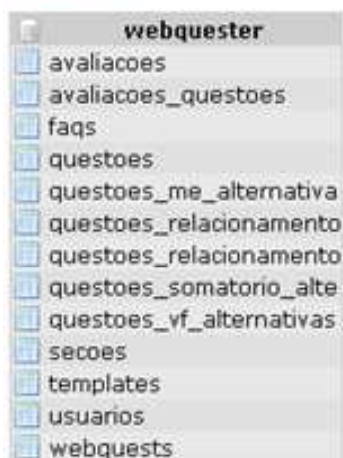 webquester
avaliacoes
avaliacoes_questoes
faqs
questoes
questoes_me_alternativa
questoes_relacionamento
questoes_relacionamento
questoes_somatorio_alte
questoes_vf_alternativas
secoes
templates
usuarios
webquests